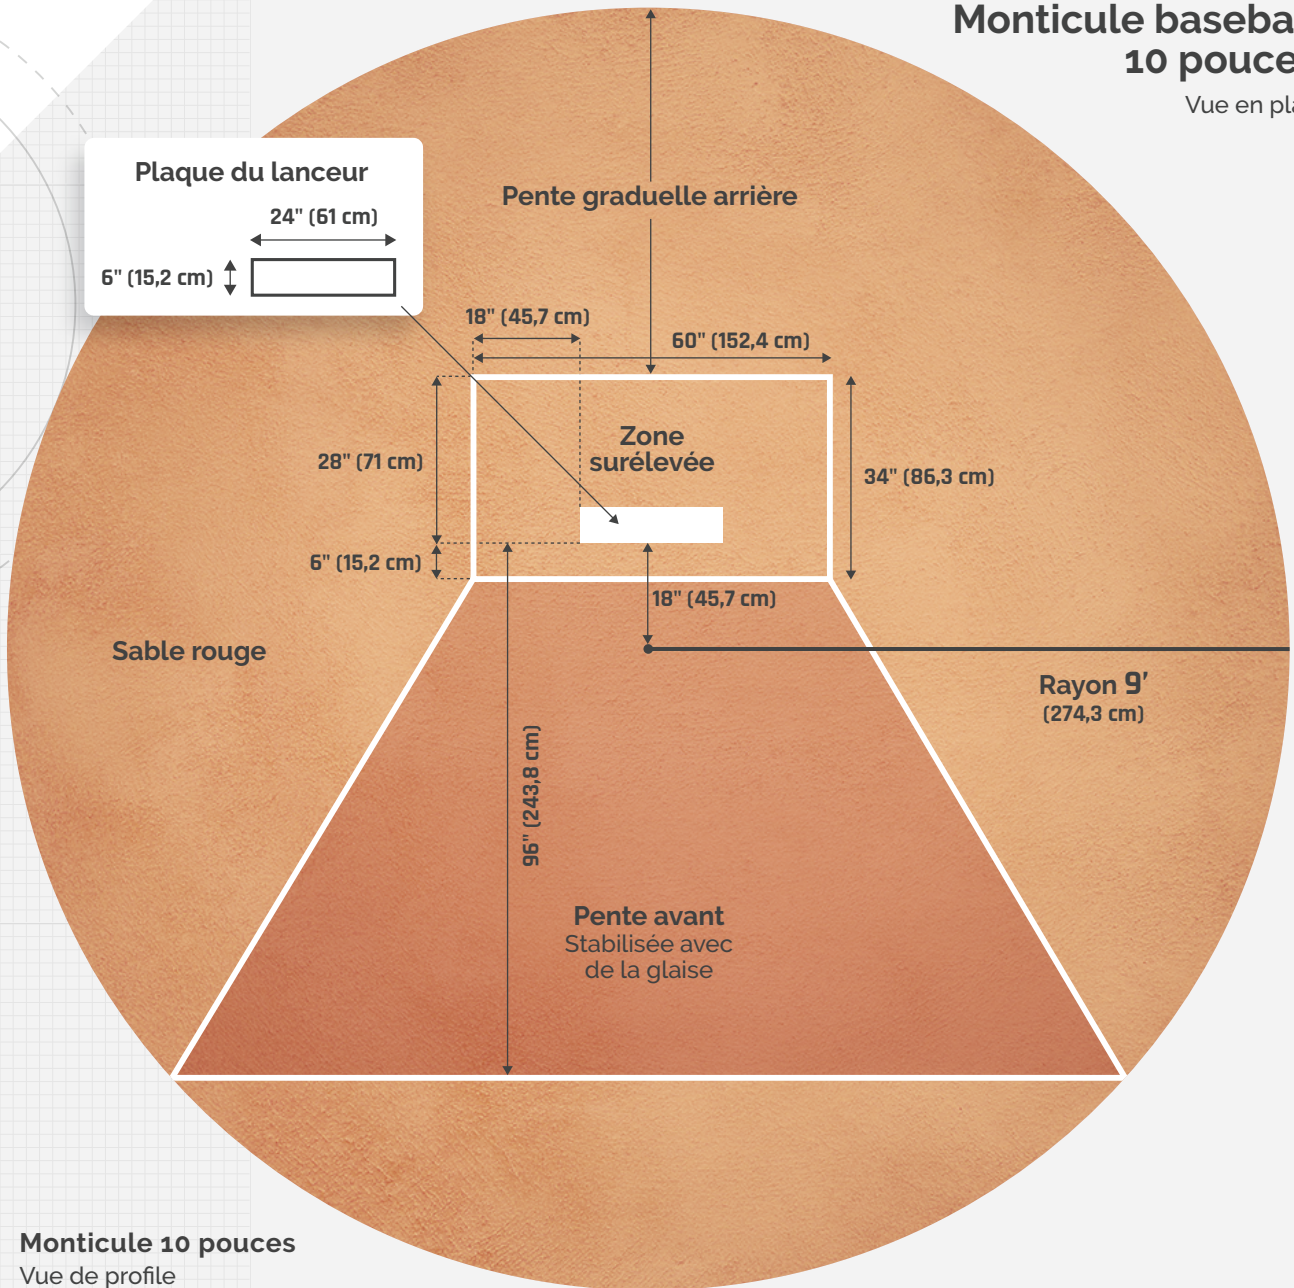 Monticule baseba
10 pouce
Vue en pla
Plaque du lanceur
24" (61 cm)
6" (15,2 cm)
Pente graduelle arrière
18" (45,7 cm)
60" (152,4 cm)
Zone
surélevée
28" (71 cm)
34" (86,3 cm)
6" (15,2 cm)
18" (45,7 cm)
Sable rouge
Rayon 9'
(274,3 cm)
96" (243,8 cm)
Pente avant
Stabilisée avec
de la glaise
Monticule 10 pouces
Vue de profile